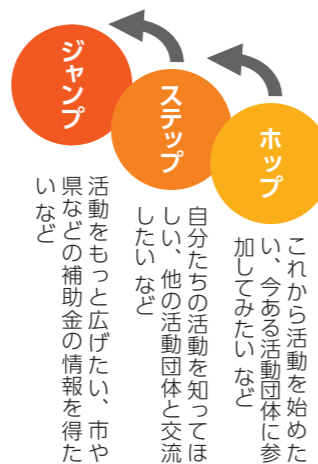 ホップ
これから活動を始めた
い、今ある活動団体に参
加してみたい など
ステップ
自分たちの活動を知ってほ
しい、他の活動団体と交流
したい など
ジャンプ
活動をもっと広げたい、市や
県などの補助金の情報を得た
い など